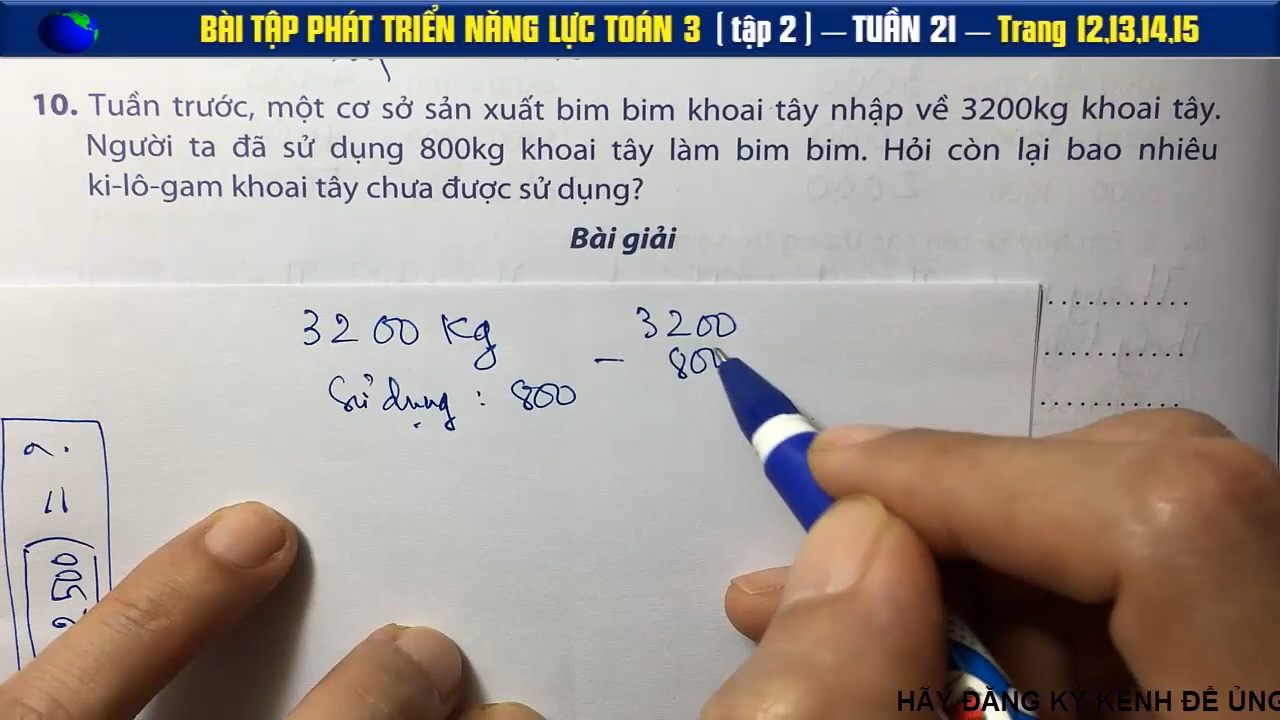 BÀI TẬP PHÁT TRIỂN NĂNG LỰC TOÁN 3 ( tập 2 ) – TUẦN 21 – Trang 12,13,14,15
10. Tuần trước, một cơ sở sản xuất bim bim khoai tây nhập về 3200kg khoai tây.
Người ta đã sử dụng 800kg khoai tây làm bim bim. Hỏi còn lại bao nhiêu
ki-lô-gam khoai tây chưa được sử dụng?
Bài giải
3200 Kg
Sử dụng : 800
3200
– 800
2500
HÃY ĐĂNG KÝ KÊNH ĐỂ ỦNG